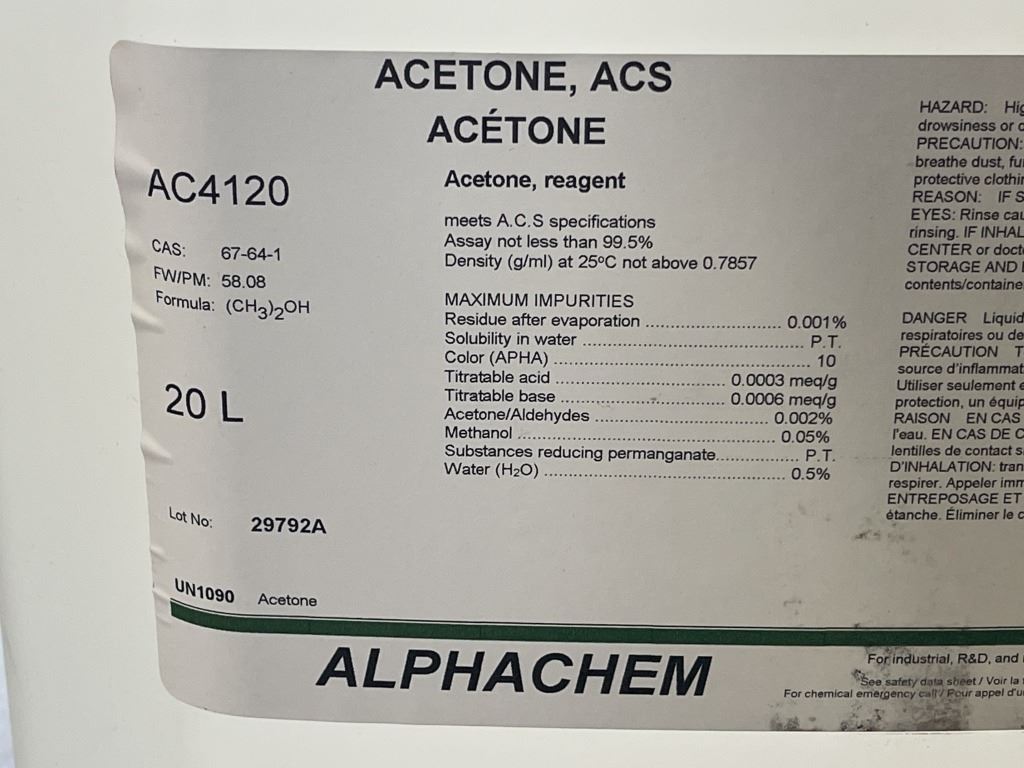 ACETONE, ACS
ACÉTONE
AC4120
CAS: 67-64-1
FW/PM: 58.08
Formula: (CH3)2OH
20 L
Lot No: 29792A
UN1090 Acetone
Acetone, reagent
meets A.C.S specifications
Assay not less than 99.5%
Density (g/ml) at 25ºC not above 0.7857
MAXIMUM IMPURITIES
Residue after evaporation ............................. 0.001%
Solubility in water ................................................ P.T.
Color (APHA) ....................................................... 10
Titratable acid ..................................... 0.0003 meq/g
Titratable base .................................... 0.0006 meq/g
Acetone/Aldehydes ..................................... 0.002%
Methanol ..................................................... 0.05%
Substances reducing permanganate................. P.T.
Water (H2O) ................................................... 0.5%
HAZARD:
drowsiness or
PRECAUTION:
breathe dust,
protective
REASON: IF
EYES: Rinse
rinsing. IF
CENTER or
STORAGE AND
DANGER
respiratoires ou de
PRÉCAUTION
source
Utiliser seulement
protection, un
RAISON EN CAS
l'eau. EN CAS DE
lentilles de contact
D'INHALATION:
respirer. Appeler
ENTREPOSAGE ET
étanche. Éliminer le
ALPHACHEM
For industrial, R&D, and
See safety data sheet / Voir la
For chemical emergency call / Pour appel